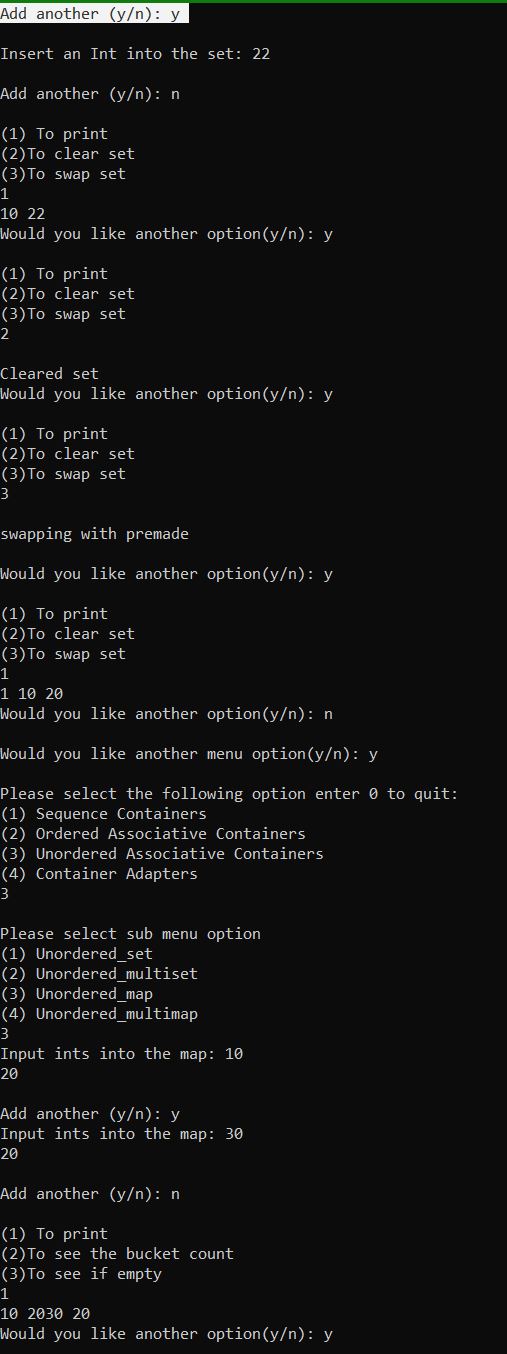 Add another (y/n): y
Insert an Int into the set: 22
Add another (y/n): n
(1) To print
(2)To clear set
(3)To swap set
1
10 22
Would you like another option(y/n): y
(1) To print
(2)To clear set
(3)To swap set
2
Cleared set
Would you like another option(y/n): y
(1) To print
(2)To clear set
(3)To swap set
3
swapping with premade
Would you like another option(y/n): y
(1) To print
(2)To clear set
(3)To swap set
1
1 10 20
Would you like another option(y/n): n
Would you like another menu option(y/n): y
Please select the following option enter 0 to quit:
(1) Sequence Containers
(2) Ordered Associative Containers
(3) Unordered Associative Containers
(4) Container Adapters
3
Please select sub menu option
(1) Unordered_set
(2) Unordered_multiset
(3) Unordered_map
(4) Unordered_multimap
3
Input ints into the map: 10
20
Add another (y/n): y
Input ints into the map: 30
20
Add another (y/n): n
(1) To print
(2)To see the bucket count
(3)To see if empty
1
10 2030 20
Would you like another option(y/n): y